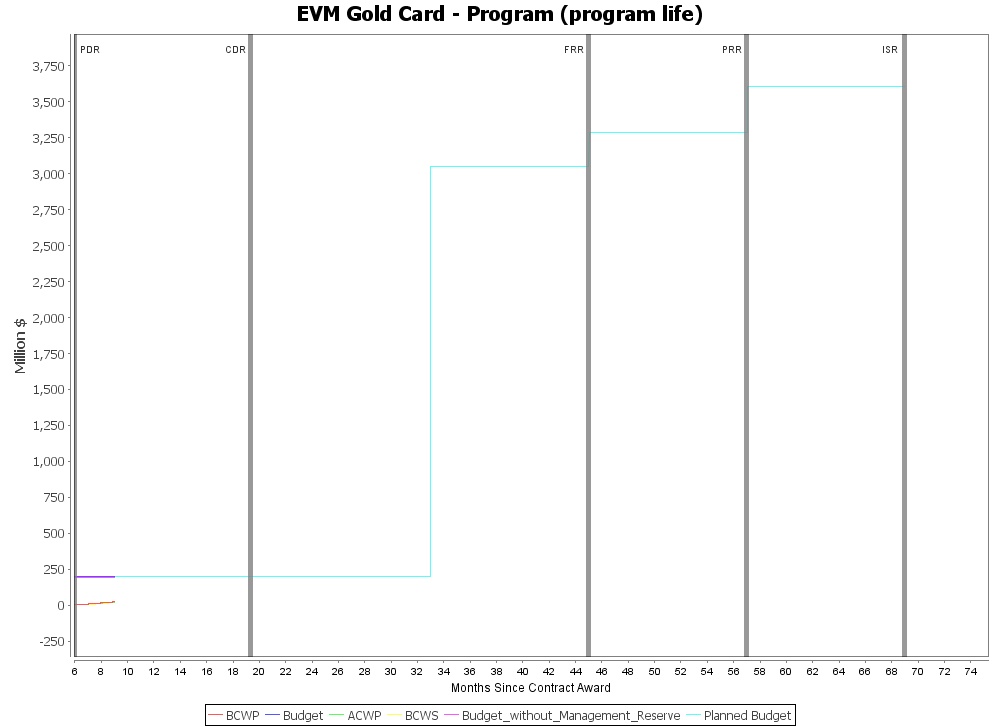 EVM Gold Card - Program (program life)
PDR CDR FRR PRR ISR
3,750
3,500
3,250
3,000
2,750
2,500
2,250
2,000
1,750
1,500
1,250
1,000
750
500
250
0
-250
Million $
6 8 10 12 14 16 18 20 22 24 26 28 30 32 34 36 38 40 42 44 46 48 50 52 54 56 58 60 62 64 66 68 70 72 74
Months Since Contract Award
BCWP Budget ACWP BCWS Budget_without_Management_Reserve Planned Budget